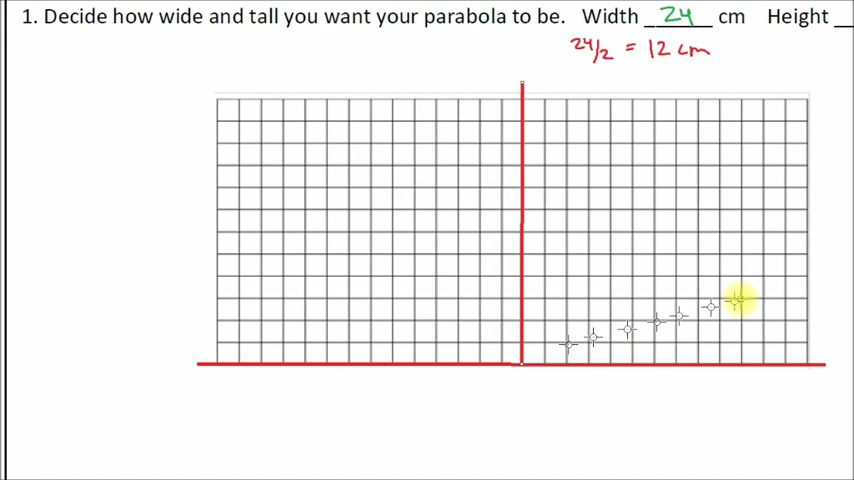 1. Decide how wide and tall you want your parabola to be. Width 24 cm Height
24/2 = 12 cm